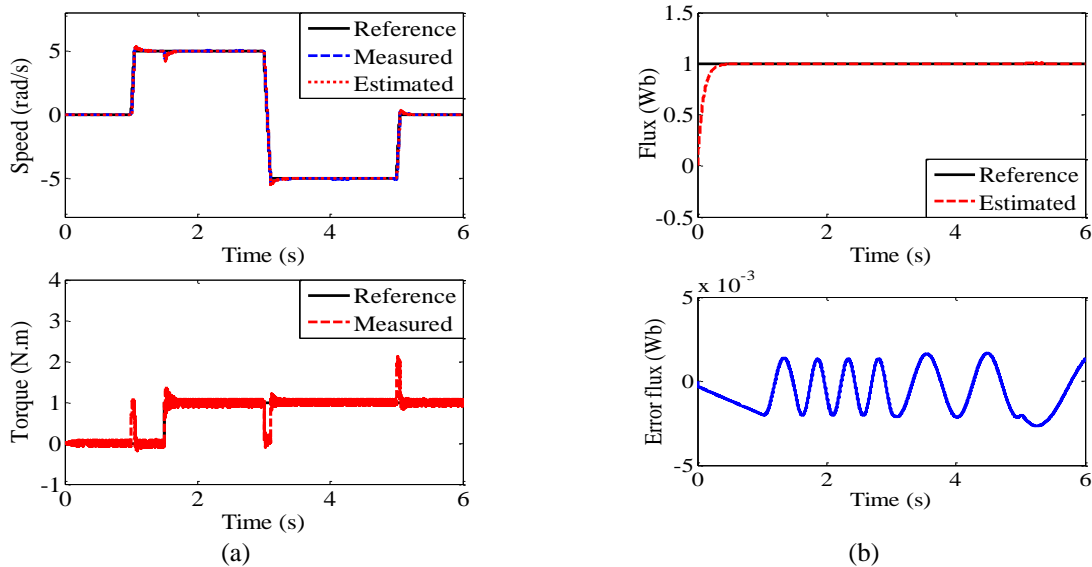 Speed (rad/s)
5
0
-5
Reference
Measured
Estimated
0
2
4
6
Time (s)
Torque (N.m)
4
3
2
1
0
-1
Reference
Measured
0
2
4
6
Time (s)
(a)
Flux (Wb)
1.5
1
0.5
0
-1.5
Reference
Estimated
0
2
4
6
Time (s)
x 10^-3
Error flux (Wb)
5
0
-5
0
2
4
6
Time (s)
(b)